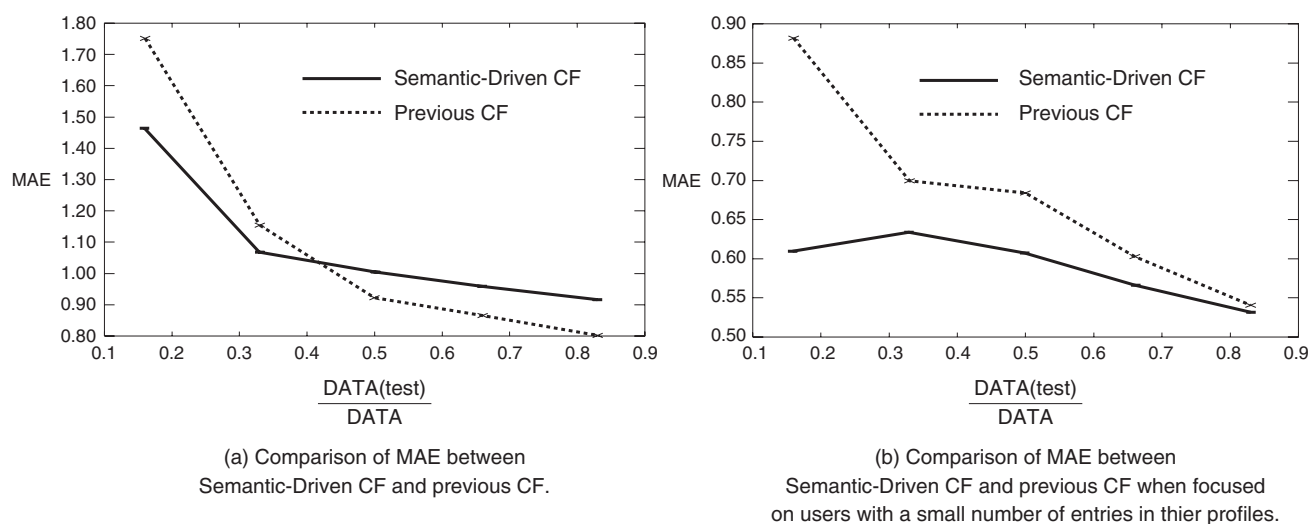 1.80
1.70
1.60
1.50
1.40
MAE 1.30
1.20
1.10
1.00
0.90
0.80
0.1 0.2 0.3 0.4 0.5 0.6 0.7 0.8 0.9
Semantic-Driven CF
Previous CF
DATA(test)
DATA
(a) Comparison of MAE between
Semantic-Driven CF and previous CF.
0.90
0.85
0.80
0.75
MAE 0.70
0.65
0.60
0.55
0.50
0.1 0.2 0.3 0.4 0.5 0.6 0.7 0.8 0.9
Semantic-Driven CF
Previous CF
DATA(test)
DATA
(b) Comparison of MAE between
Semantic-Driven CF and previous CF when focused
on users with a small number of entries in thier profiles.